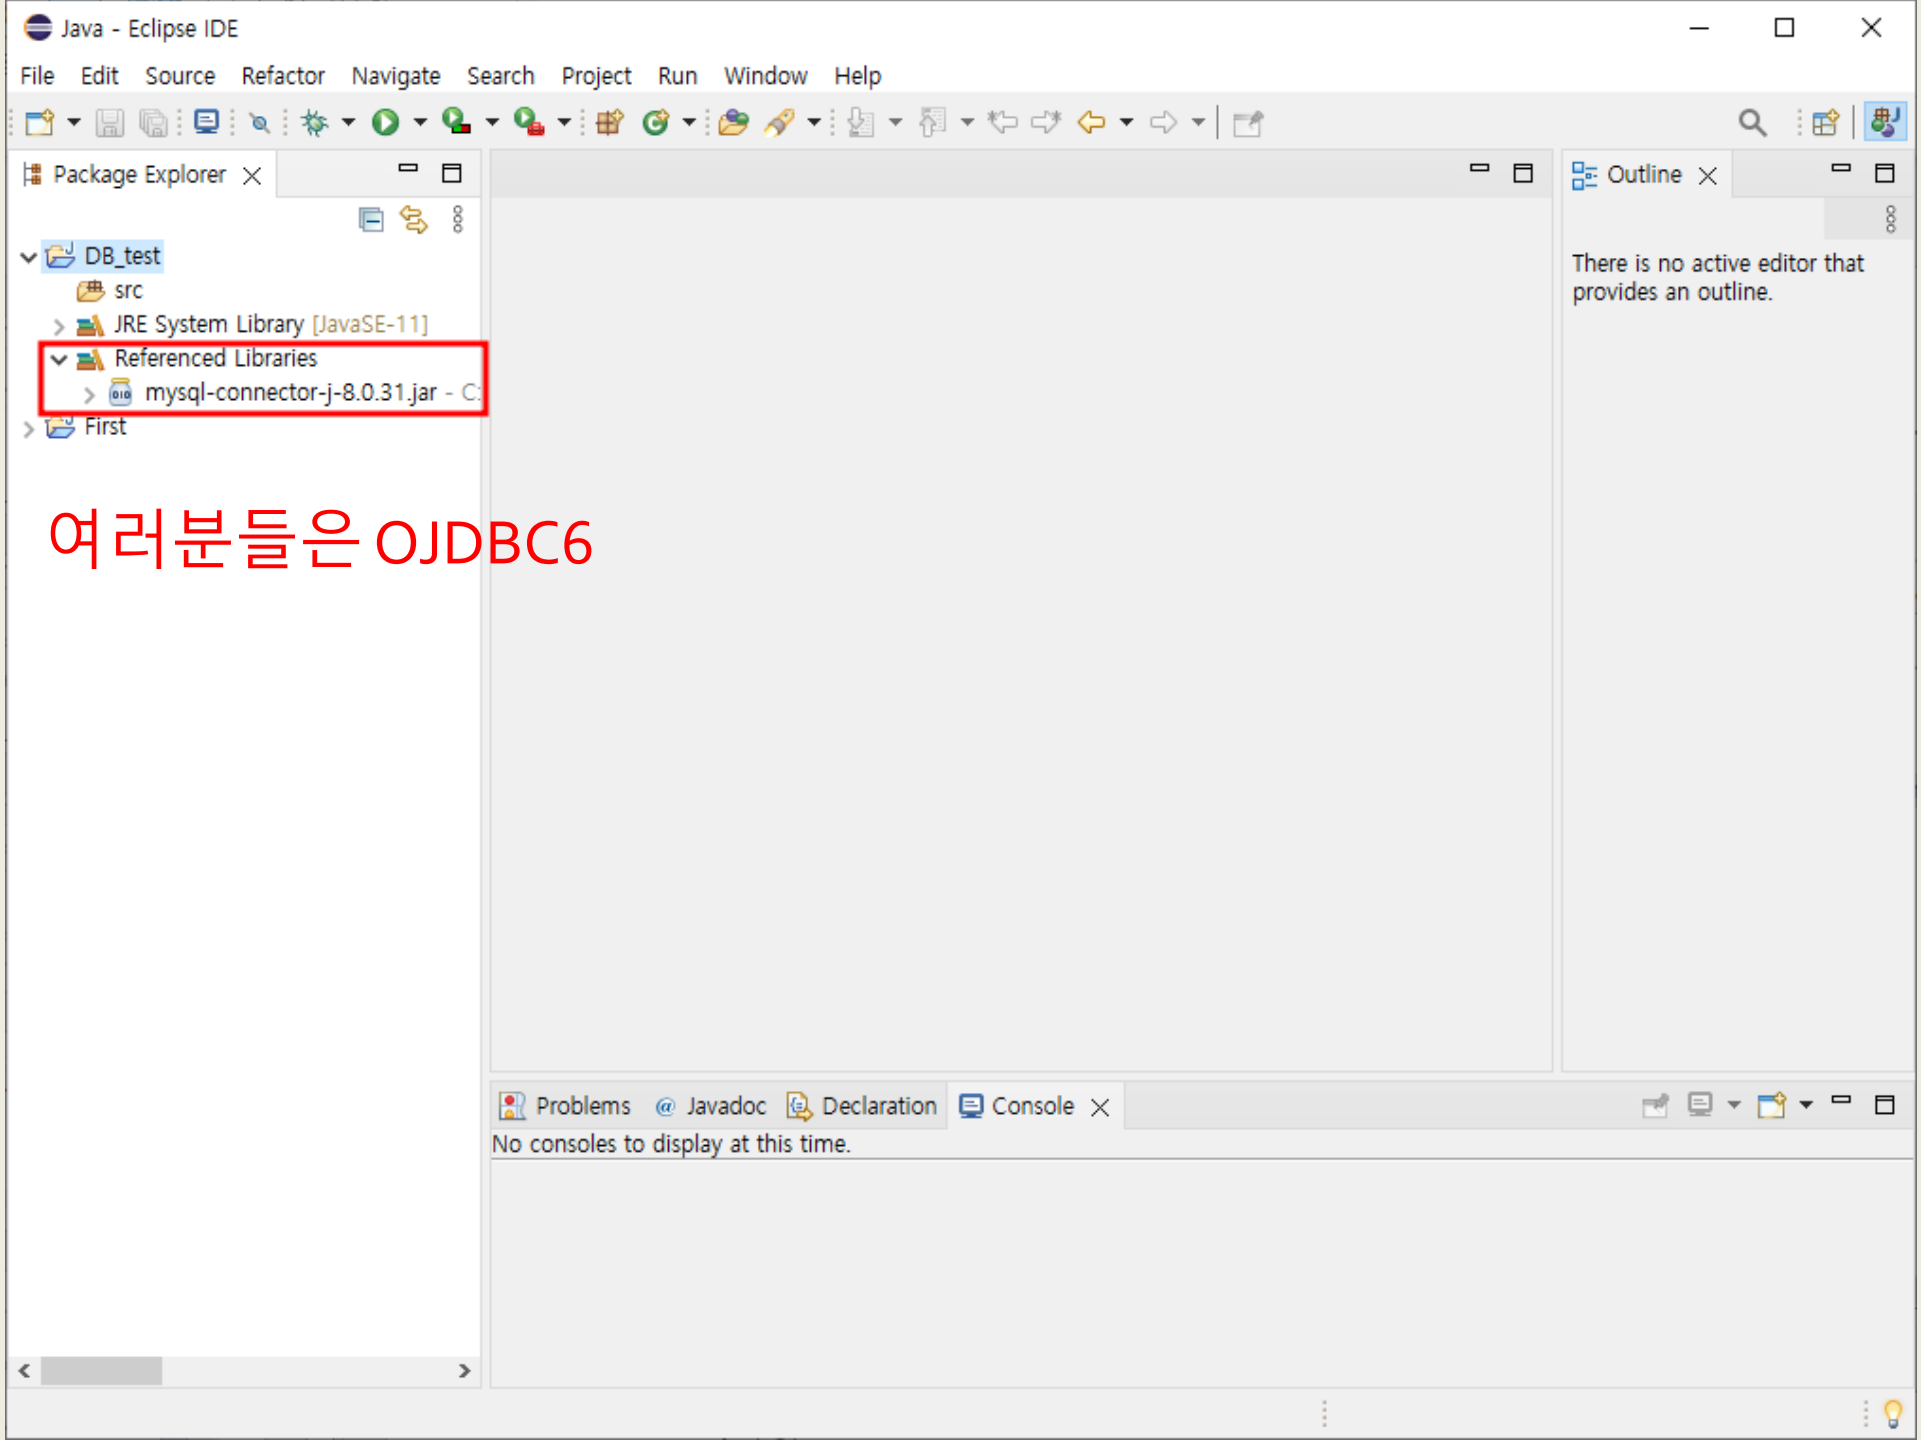 Java - Eclipse IDE
File Edit Source Refactor Navigate Search Project Run Window Help
Package Explorer
Outline
DB_test
src
JRE System Library [JavaSE-11]
Referenced Libraries
mysql-connector-j-8.0.31.jar - C:
First
There is no active editor that
provides an outline.
여러분들은 OJDBC6
Problems @ Javadoc Declaration Console
No consoles to display at this time.